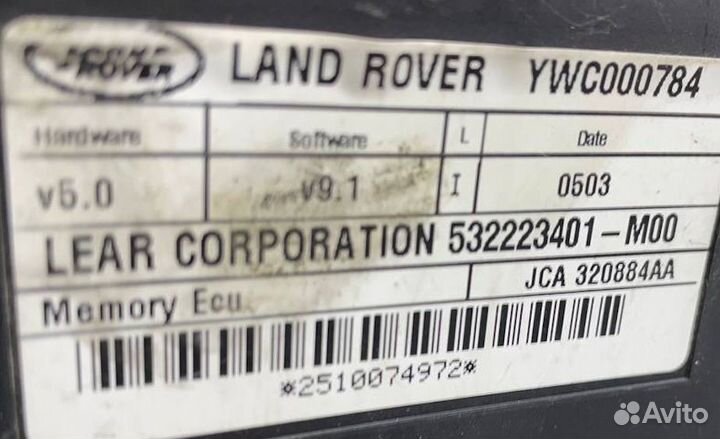 LAND ROVER YWC000784
ROVER
Hardware Software L Date
v5.0 v9.1 I 0503
LEAR CORPORATION 532223401-M00
Memory Ecu JCA 320884AA
*2510074972*
Avito